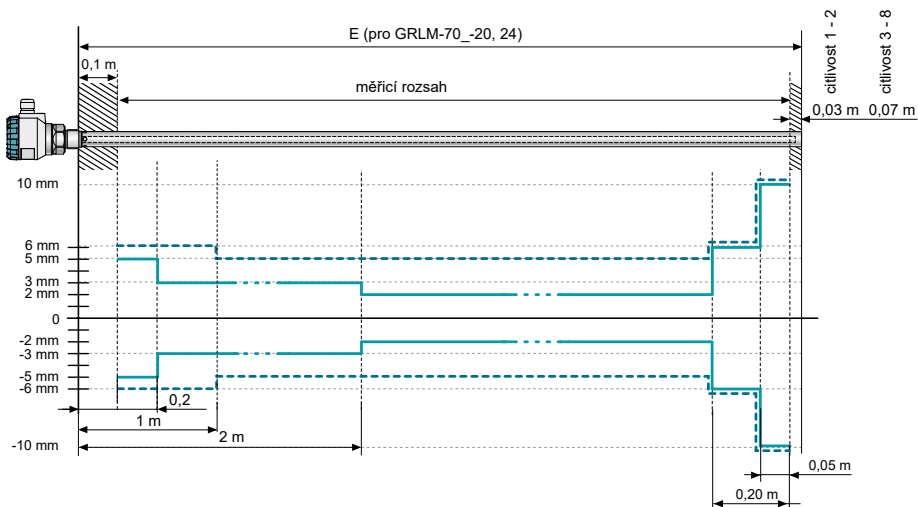 E (pro GRLM-70_-20, 24)
citlivost 1 - 2
citlivost 3 - 8
0,1 m
měřicí rozsah
0,03 m
0,07 m
10 mm
6 mm
5 mm
3 mm
2 mm
0
-2 mm
-3 mm
-5 mm
-6 mm
0,2
1 m
2 m
-10 mm
0,05 m
0,20 m